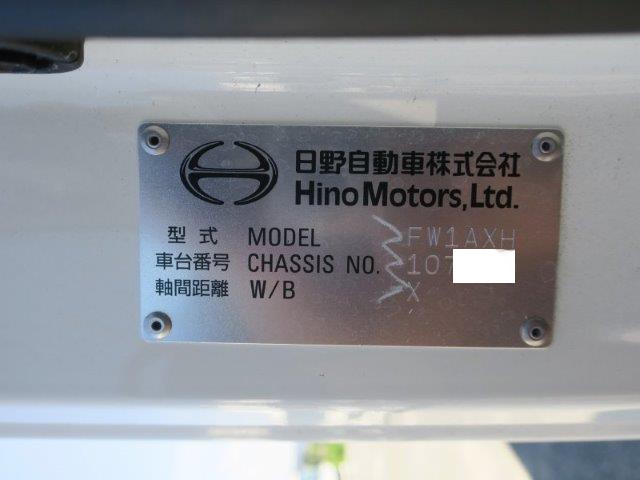 日野自動車株式会社
Hino Motors, Ltd.
型式 MODEL FW1AXH
車台番号 CHASSIS NO. 107
軸間距離 W/B X